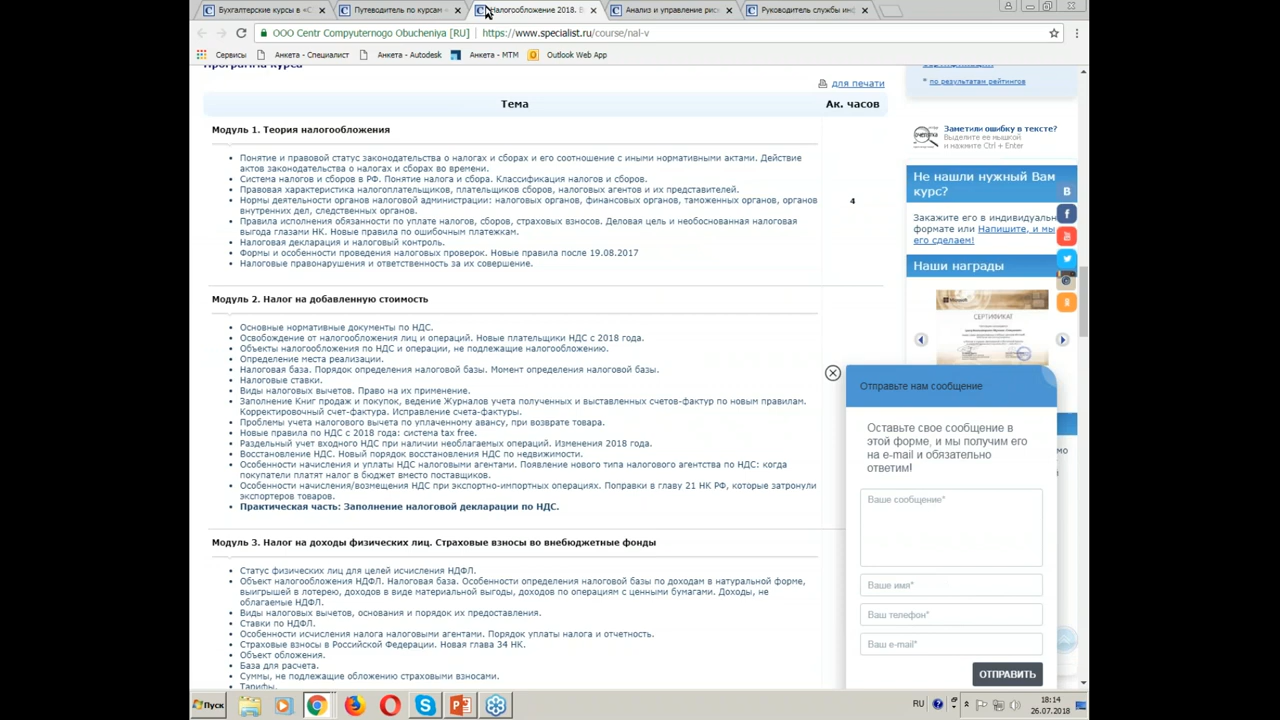 Бухгалтерские курсы в «С
Путеводитель по курсам
Налогообложение 2018. В
Анализ и управление рис
Руководитель службы вн
ООО Centr Compyuternogo Obucheniya [RU]
https://www.specialist.ru/course/nal-v
Сервисы
Анкета - Специалист
Анкета - Autodesk
Анкета - МТМ
Outlook Web App
Программа курса
для печати
Тема
Ак. часов
Модуль 1. Теория налогообложения
Понятие и правовой статус законодательства о налогах и сборах и его соотношение с иными нормативными актами. Действие
актов законодательства о налогах и сборах во времени.
Система налогов и сборов в РФ. Понятие налога и сбора. Классификация налогов и сборов.
Правовая характеристика налогоплательщиков, плательщиков сборов, налоговых агентов и их представителей.
Нормы деятельности органов налоговой администрации: налоговых органов, финансовых органов, таможенных органов, органов
внутренних дел, следственных органов.
Правила исполнения обязанности по уплате налогов, сборов, страховых взносов. Деловая цель и необоснованная налоговая
выгода глазами НК. Новые правила по ошибочным платежкам.
Налоговая декларация и налоговый контроль.
Формы и особенности проведения налоговых проверок. Новые правила после 19.08.2017
Налоговые правонарушения и ответственность за их совершение.
4
Модуль 2. Налог на добавленную стоимость
Основные нормативные документы по НДС.
Освобождение от налогообложения лиц и операций. Новые плательщики НДС с 2018 года.
Объекты налогообложения по НДС и операции, не подлежащие налогообложению.
Определение места реализации.
Налоговая база. Порядок определения налоговой базы. Момент определения налоговой базы.
Налоговые ставки.
Виды налоговых вычетов. Право на их применение.
Заполнение Книг продаж и покупок, ведение Журналов учета полученных и выставленных счетов-фактур по новым правилам.
Корректировочный счет-фактура. Исправление счета-фактуры.
Проблемы учета налогового вычета по уплаченному авансу, при возврате товара.
Новые правила по НДС с 2018 года: система tax free.
Раздельный учет входного НДС при наличии необлагаемых операций. Изменения 2018 года.
Восстановление НДС. Новый порядок восстановления НДС по недвижимости.
Особенности начисления и уплаты НДС налоговыми агентами. Появление нового типа налогового агентства по НДС: когда
покупатели платят налог в бюджет вместо поставщиков.
Особенности начисления/возмещения НДС при экспортно-импортных операциях. Поправки в главу 21 НК РФ, которые затронули
экспортеров товаров.
Практическая часть: Заполнение налоговой декларации по НДС.
Модуль 3. Налог на доходы физических лиц. Страховые взносы во внебюджетные фонды
Статус физических лиц для целей исчисления НДФЛ.
Объект налогообложения НДФЛ. Налоговая база. Особенности определения налоговой базы по доходам в натуральной форме,
выигрышей в лотерею, доходов в виде материальной выгоды, доходов по операциям с ценными бумагами. Доходы, не
облагаемые НДФЛ.
Виды налоговых вычетов, основания и порядок их предоставления.
Ставки по НДФЛ.
Особенности исчисления налога налоговыми агентами. Порядок уплаты налога и отчетность.
Страховые взносы в Российской Федерации. Новая глава 34 НК.
Объект обложения.
База для расчета.
Суммы, не подлежащие обложению страховыми взносами.
Тарифы.
* по результатам рейтингов
Заметили ошибку в тексте?
Выделите ее мышкой
и нажмите Ctrl + Enter
Не нашли нужный Вам
курс?
Закажите его в индивидуальн
формате или Напишите, и мы
его сделаем!
Наши награды
СЕРТИФИКАТ
Отправьте нам сообщение
Оставьте свое сообщение в
этой форме, и мы получим его
на e-mail и обязательно
ответим!
Ваше сообщение*
Ваше имя*
Ваш телефон*
Ваш e-mail*
ОТПРАВИТЬ
Пуск
RU
18:14
26.07.2018